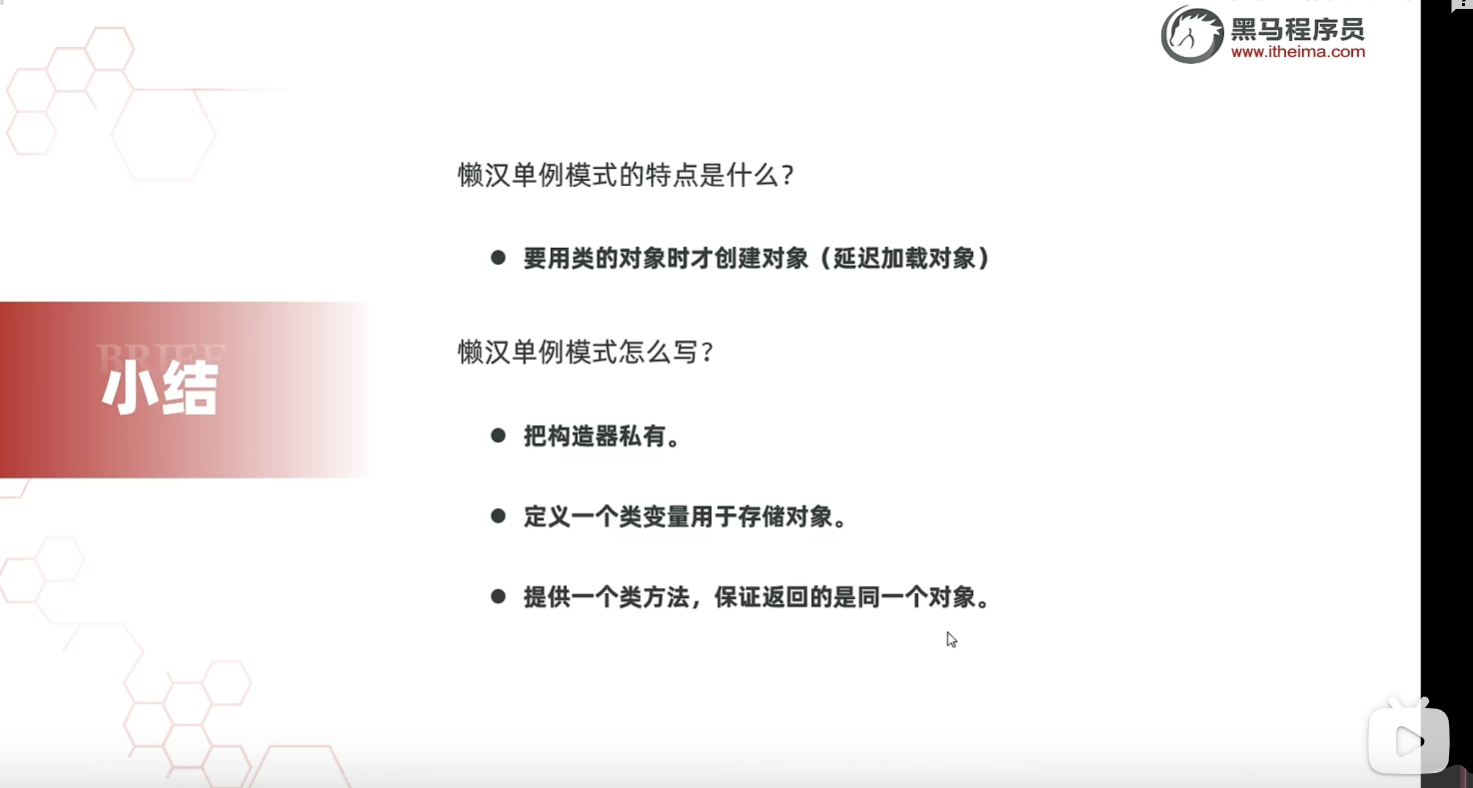 黑马程序员
www.itheima.com
懒汉单例模式的特点是什么？
● 要用类的对象时才创建对象（延迟加载对象）
BRIEF
小结
懒汉单例模式怎么写？
● 把构造器私有。
● 定义一个类变量用于存储对象。
● 提供一个类方法，保证返回的是同一个对象。